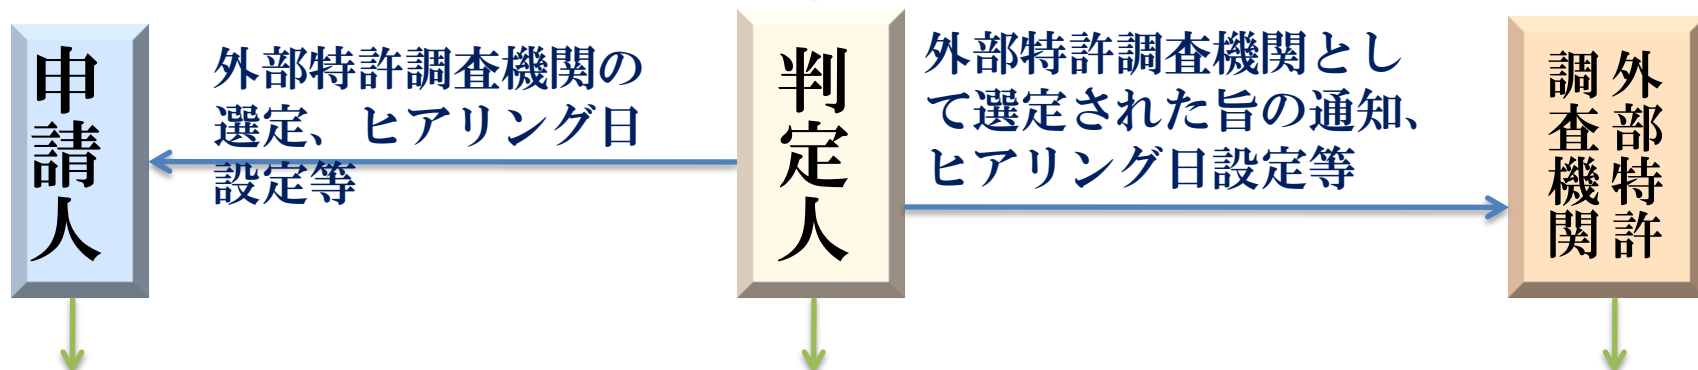 申請人
外部特許調査機関の
選定、ヒアリング日
設定等
判定人
外部特許調査機関とし
て選定された旨の通知、
ヒアリング日設定等
外部特許
調査機関